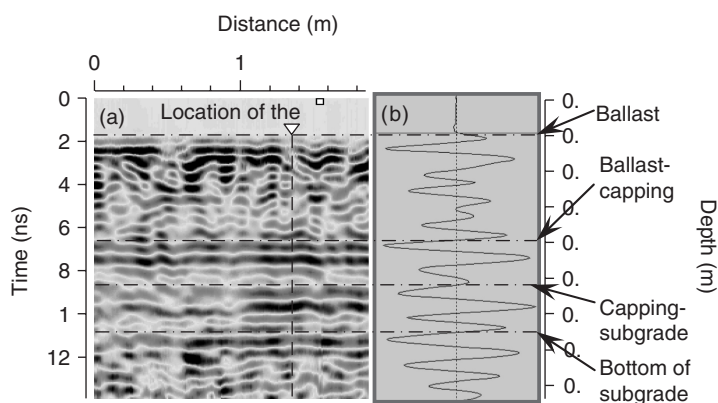 Distance (m)
0 1
0
2
4
6
8
1
12
Time (ns)
(a) Location of the
(b)
0.
0.
0.
0.
0.
0.
0.
0.
0.
Depth (m)
Ballast
Ballast-
capping
Capping-
subgrade
Bottom of
subgrade